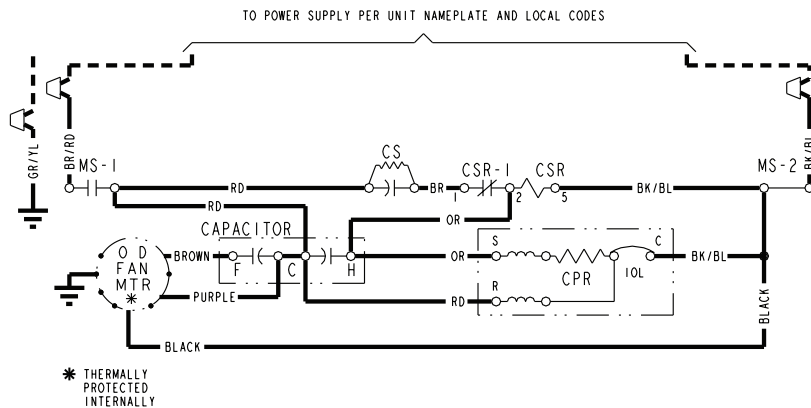 TO POWER SUPPLY PER UNIT NAMEPLATE AND LOCAL CODES
GR/YL
BR/RD
BK/BL
MS-1
CS
CSR-1
CSR
MS-2
RD
BR
1
2
5
BK/BL
RD
OR
CAPACITOR
O D
FAN
MTR
*
BROWN
F
C
H
OR
S
CPR
10L
C
BK/BL
PURPLE
RD
R
BLACK
BLACK
* THERMALLY
PROTECTED
INTERNALLY